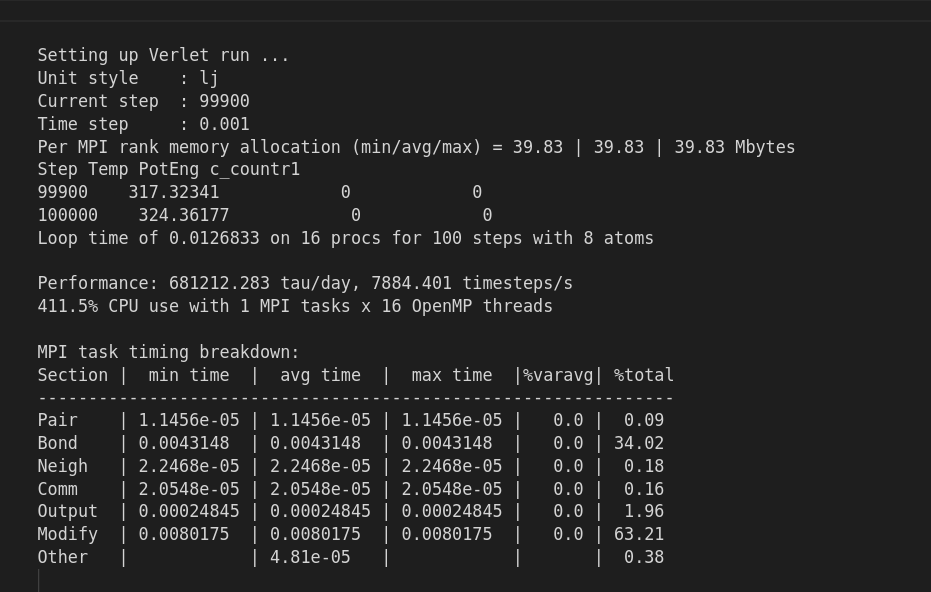 Setting up Verlet run ...
Unit style    : lj
Current step  : 99900
Time step     : 0.001
Per MPI rank memory allocation (min/avg/max) = 39.83 | 39.83 | 39.83 Mbytes
Step Temp PotEng c_countr1
99900    317.32341            0            0
100000    324.36177            0            0
Loop time of 0.0126833 on 16 procs for 100 steps with 8 atoms

Performance: 681212.283 tau/day, 7884.401 timesteps/s
411.5% CPU use with 1 MPI tasks x 16 OpenMP threads

MPI task timing breakdown:
Section |  min time  |  avg time  |  max time  |%varavg| %total
---------------------------------------------------------------
Pair    | 1.1456e-05 | 1.1456e-05 | 1.1456e-05 |   0.0 |  0.09
Bond    | 0.0043148  | 0.0043148  | 0.0043148  |   0.0 | 34.02
Neigh   | 2.2468e-05 | 2.2468e-05 | 2.2468e-05 |   0.0 |  0.18
Comm    | 2.0548e-05 | 2.0548e-05 | 2.0548e-05 |   0.0 |  0.16
Output  | 0.00024845 | 0.00024845 | 0.00024845 |   0.0 |  1.96
Modify  | 0.0080175  | 0.0080175  | 0.0080175  |   0.0 | 63.21
Other   |            | 4.81e-05   |            |       |  0.38